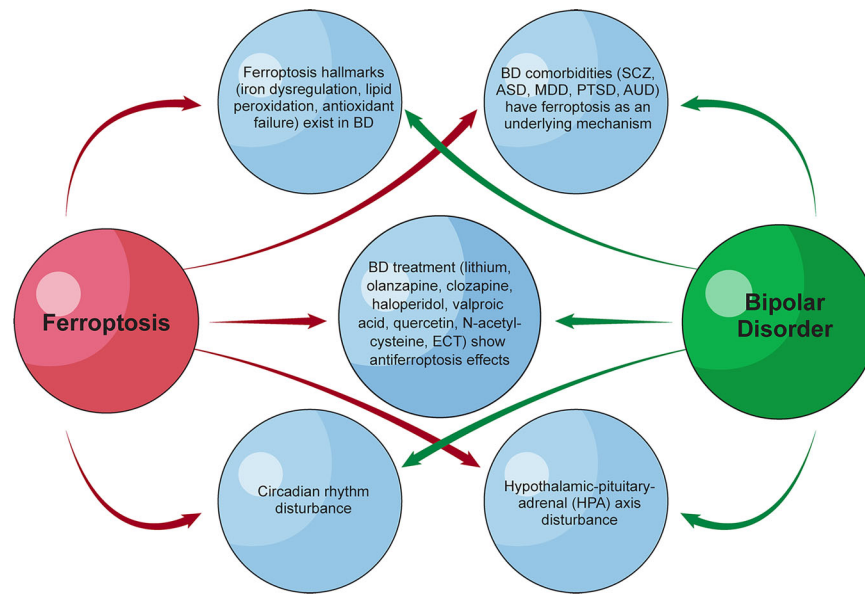 Ferroptosis hallmarks
(iron dysregulation, lipid
peroxidation, antioxidant
failure) exist in BD
BD comorbidities (SCZ,
ASD, MDD, PTSD, AUD)
have ferroptosis as an
underlying mechanism
Ferroptosis
BD treatment (lithium,
olanzapine, clozapine,
haloperidol, valproic
acid, quercetin, N-acetyl-
cysteine, ECT) show
antiferroptosis effects
Bipolar
Disorder
Circadian rhythm
disturbance
Hypothalamic-pituitary-
adrenal (HPA) axis
disturbance